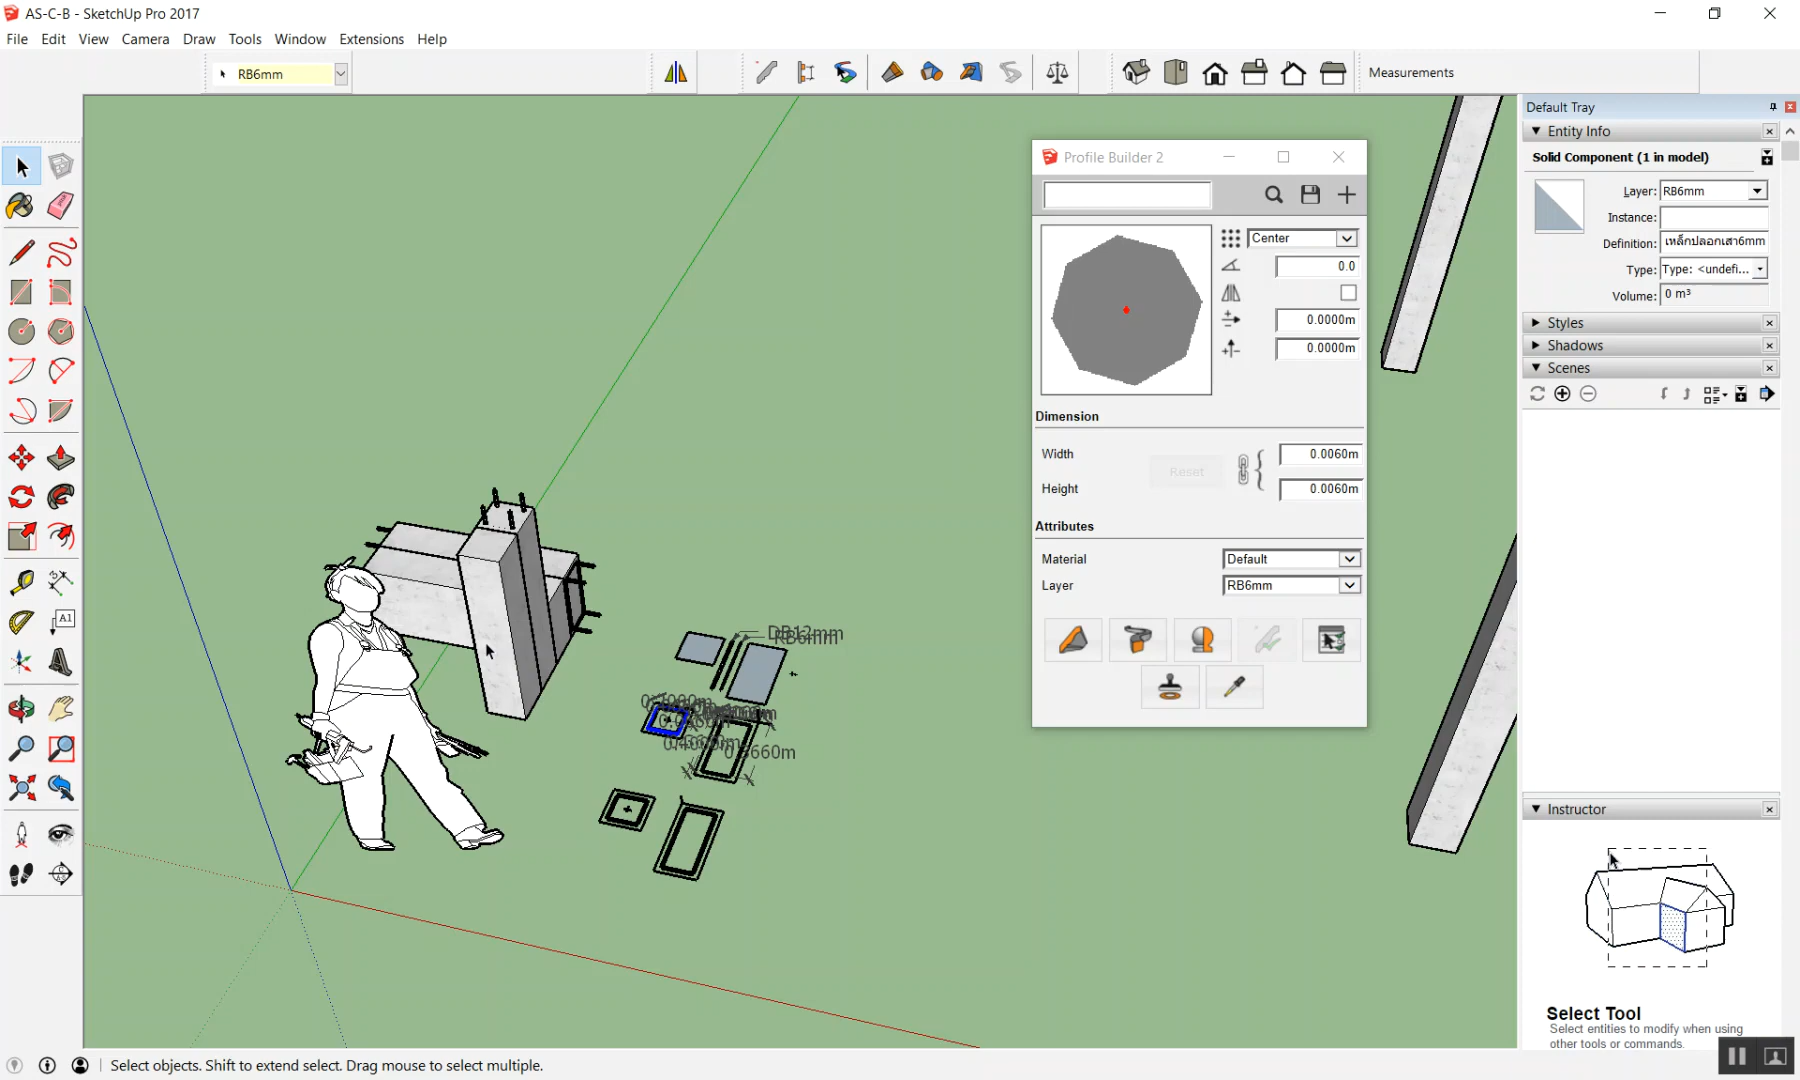 AS-C-B - SketchUp Pro 2017
File Edit View Camera Draw Tools Window Extensions Help
RB6mm
Measurements
Default Tray
Entity Info
Solid Component (1 in model)
Layer: RB6mm
Instance:
Definition: เหล็กปลอกเสา6mm
Type: Type: <undefi...
Volume: 0 m³
Styles
Shadows
Scenes
Profile Builder 2
Center
0.0
0.0000m
0.0000m
Dimension
Width 0.0060m
Reset
Height 0.0060m
Attributes
Material Default
Layer RB6mm
DB12mm
RB6mm
0.3660m
A1
Instructor
Select Tool
Select entities to modify when using
other tools or commands.
Select objects. Shift to extend select. Drag mouse to select multiple.